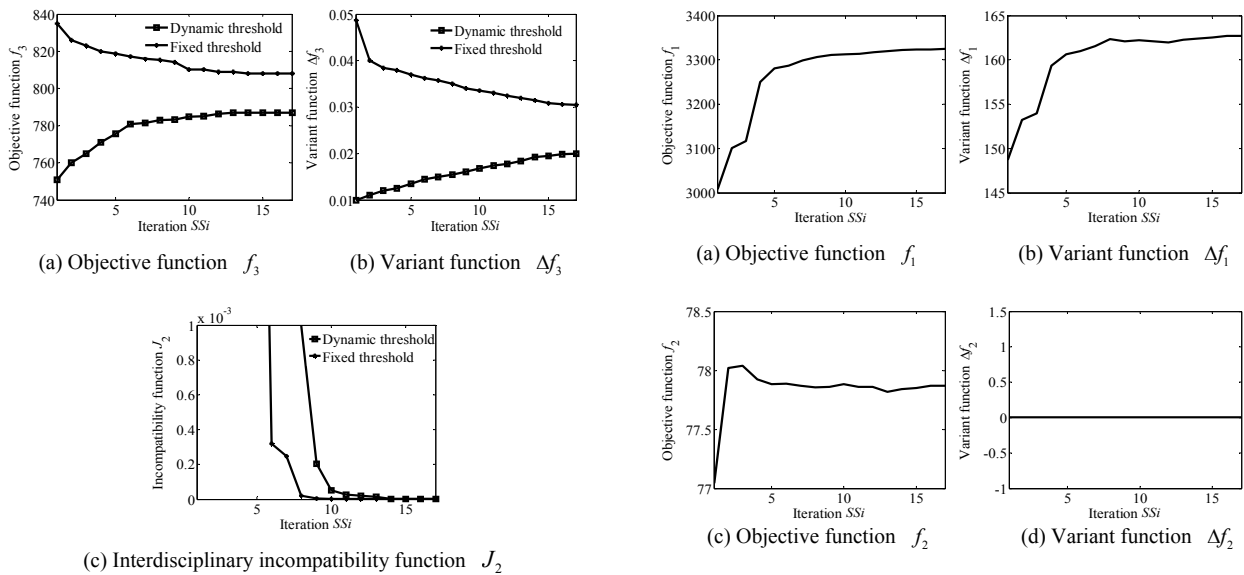 Objective function f3
840
820
800
780
760
740
5
10
15
Iteration SSi
Dynamic threshold
Fixed threshold
(a) Objective function f3
Variant function Δf3
0.05
0.04
0.03
0.02
0.01
5
10
15
Iteration SSi
Dynamic threshold
Fixed threshold
(b) Variant function Δf3
Incompatibility function J2
x 10-3
1
0.8
0.6
0.4
0.2
0
5
10
15
Iteration SSi
Dynamic threshold
Fixed threshold
(c) Interdisciplinary incompatibility function J2
Objective function f1
3400
3300
3200
3100
3000
5
10
15
Iteration SSi
(a) Objective function f1
Variant function Δf1
165
161
157
153
149
145
5
10
15
Iteration SSi
(b) Variant function Δf1
Objective function f2
78.5
78
77.5
77
5
10
15
Iteration SSi
(c) Objective function f2
Variant function Δf2
1.5
1
0.5
0
-0.5
-1
5
10
15
Iteration SSi
(d) Variant function Δf2